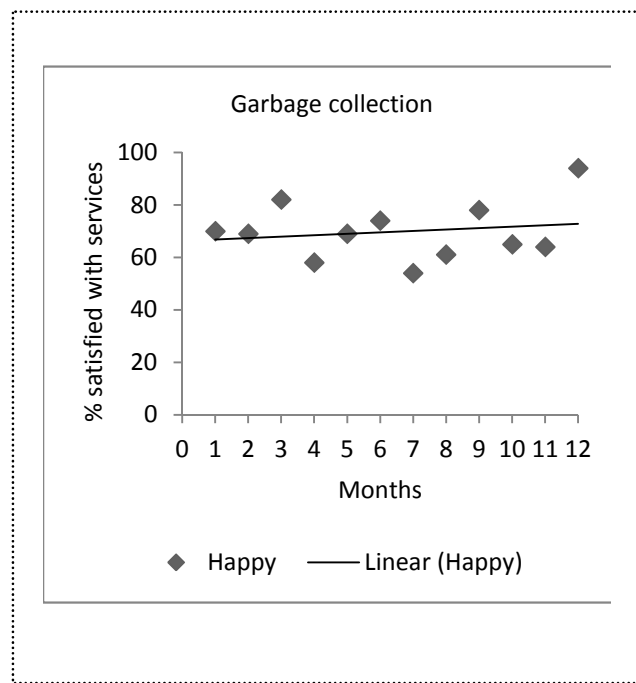 Garbage collection
% satisfied with services
100
80
60
40
20
0
0 1 2 3 4 5 6 7 8 9 10 11 12
Months
Happy Linear (Happy)